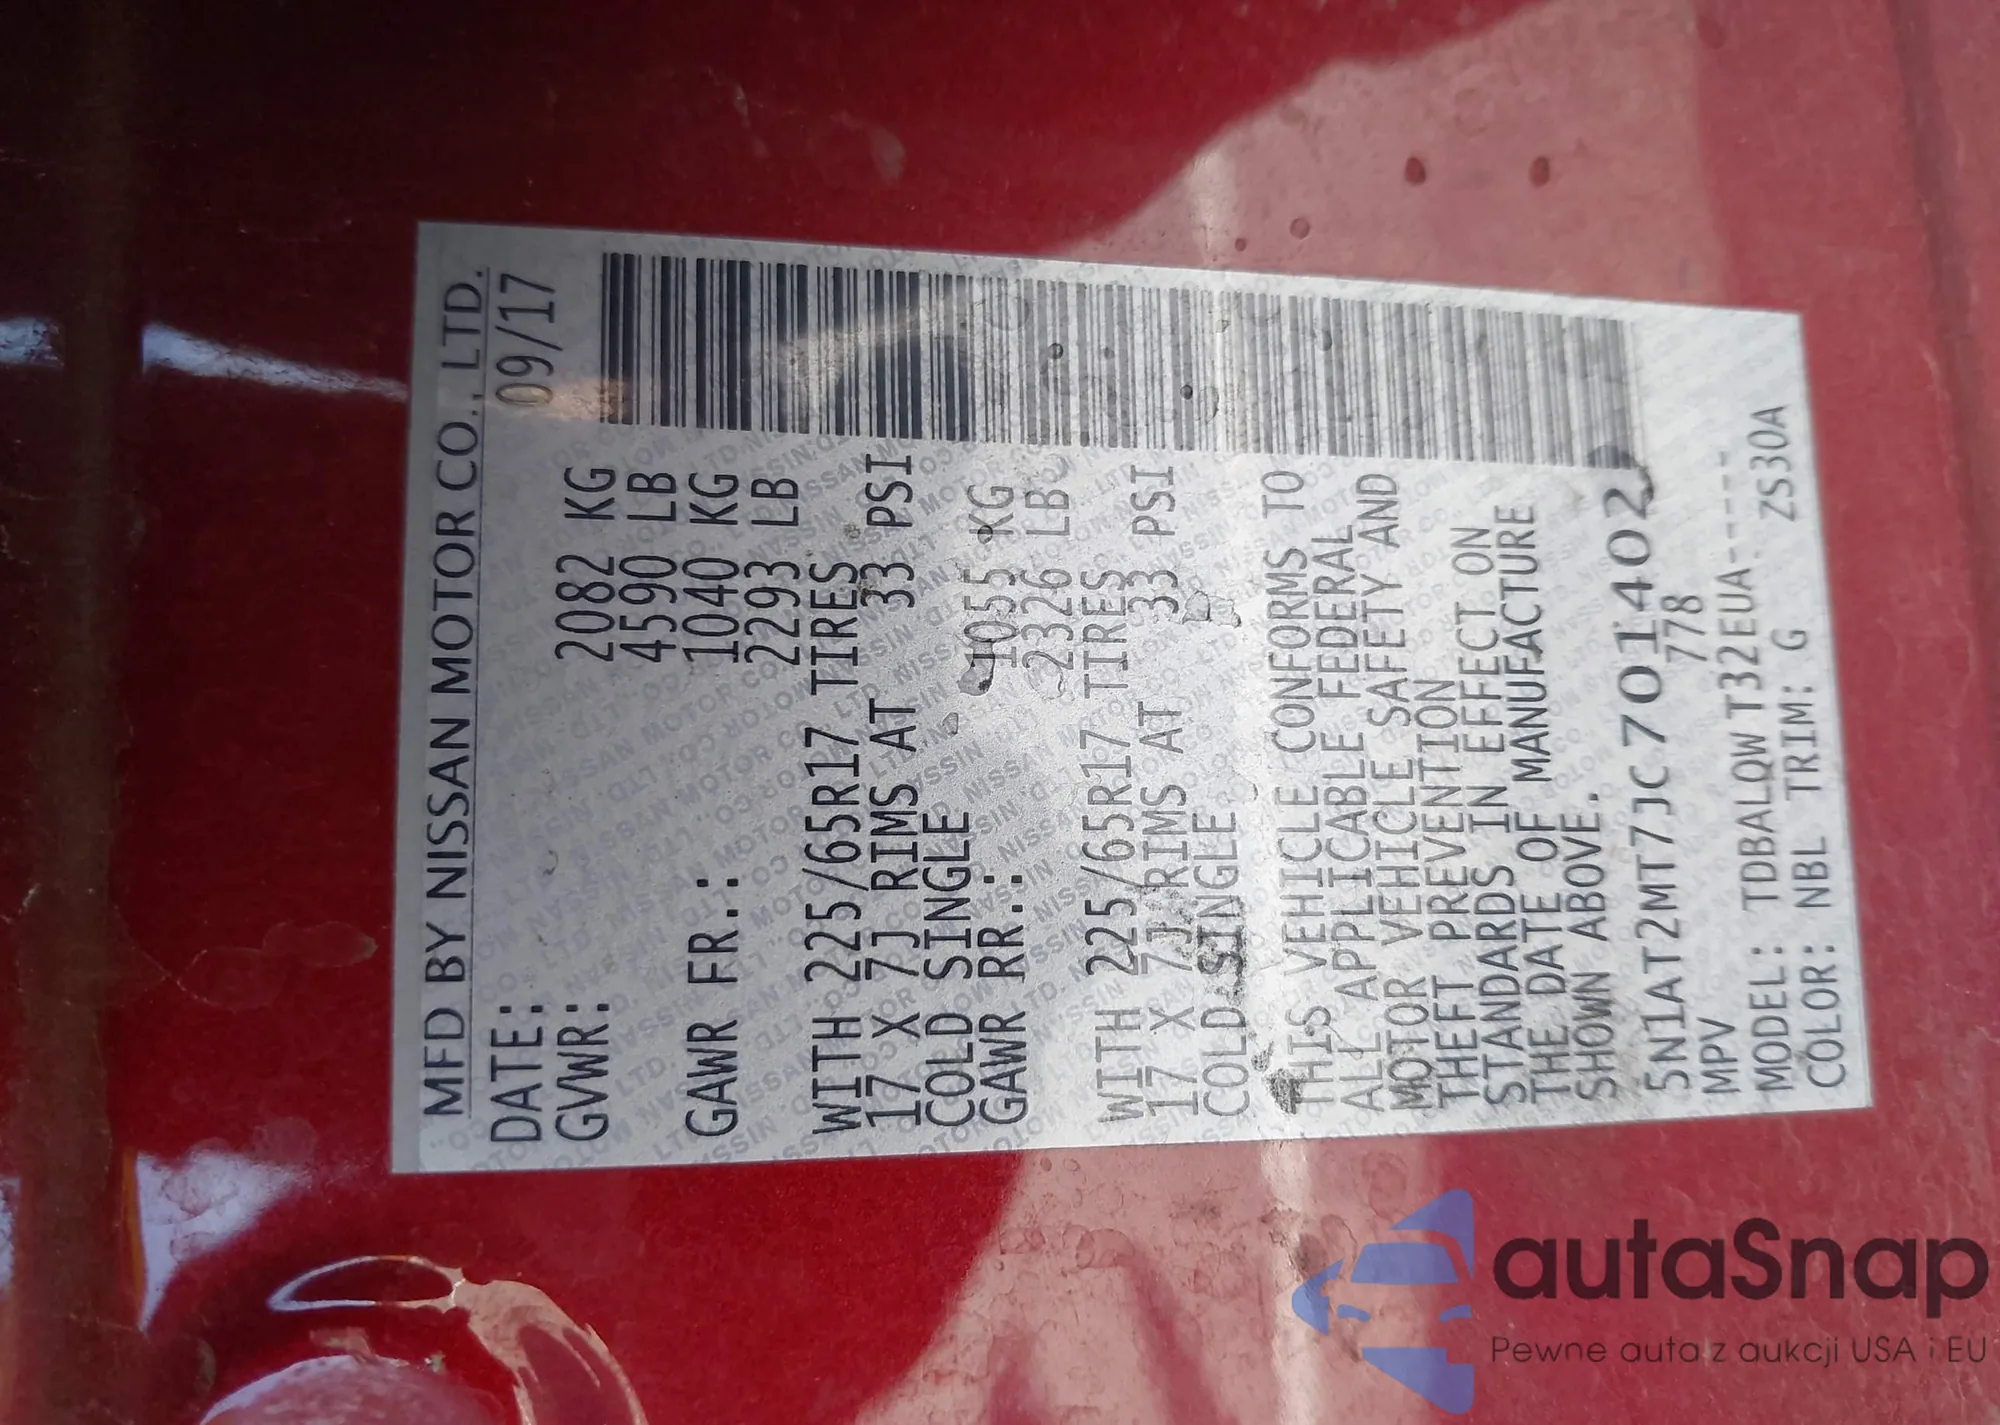 MFD BY NISSAN MOTOR CO., LTD.
DATE: 09/17
GVWR: 2082 KG
4590 LB
GAWR FR.: 1040 KG
2293 LB
WITH 225/65R17 TIRES
17 X 7J RIMS AT 33 PSI
COLD SINGLE
GAWR RR.: 1055 KG
2326 LB
WITH 225/65R17 TIRES
17 X 7J RIMS AT 33 PSI
COLD SINGLE
THIS VEHICLE CONFORMS TO
ALL APPLICABLE FEDERAL
MOTOR VEHICLE SAFETY AND
THEFT PREVENTION
STANDARDS IN EFFECT ON
THE DATE OF MANUFACTURE
SHOWN ABOVE.
5N1AT2MT7JC701402
MPV 778
MODEL: TDBALQWT32EUA-----
COLOR: NBL TRIM: G ZS30A
autaSnap
Pewne auta z aukcji USA i EU